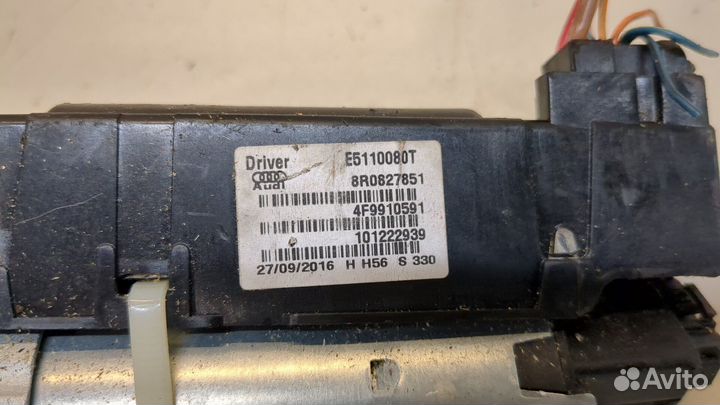 Driver E5110080T
Audi 8R0827851
4F9910591
101222939
27/09/2016 H H56 S 330
Avito